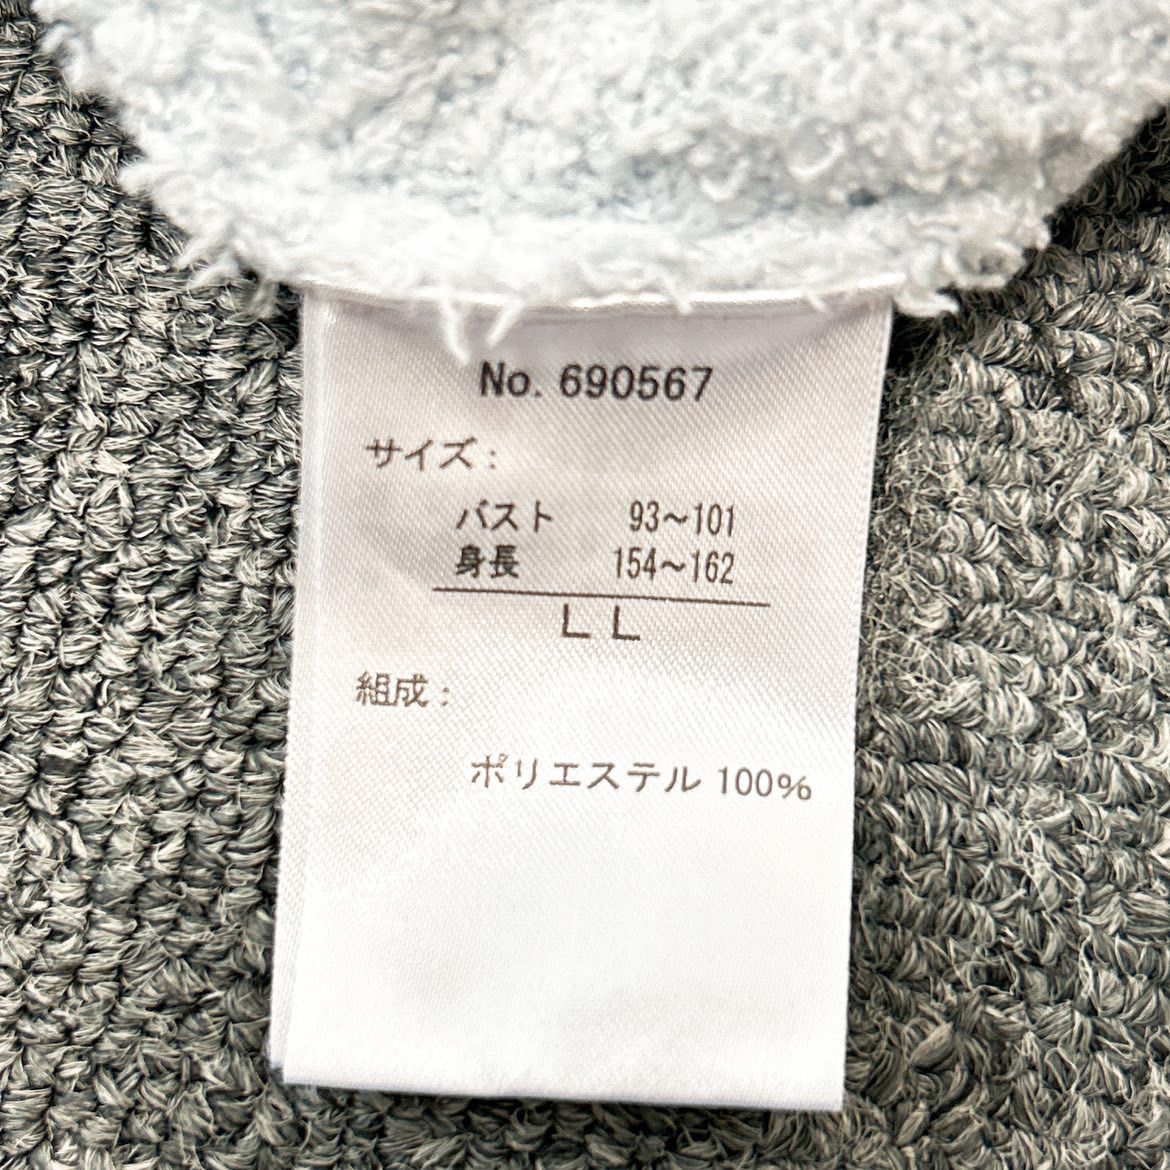 No. 690567
サイズ:
バスト 93~101
身長 154~162
LL
組成:
ポリエステル 100%